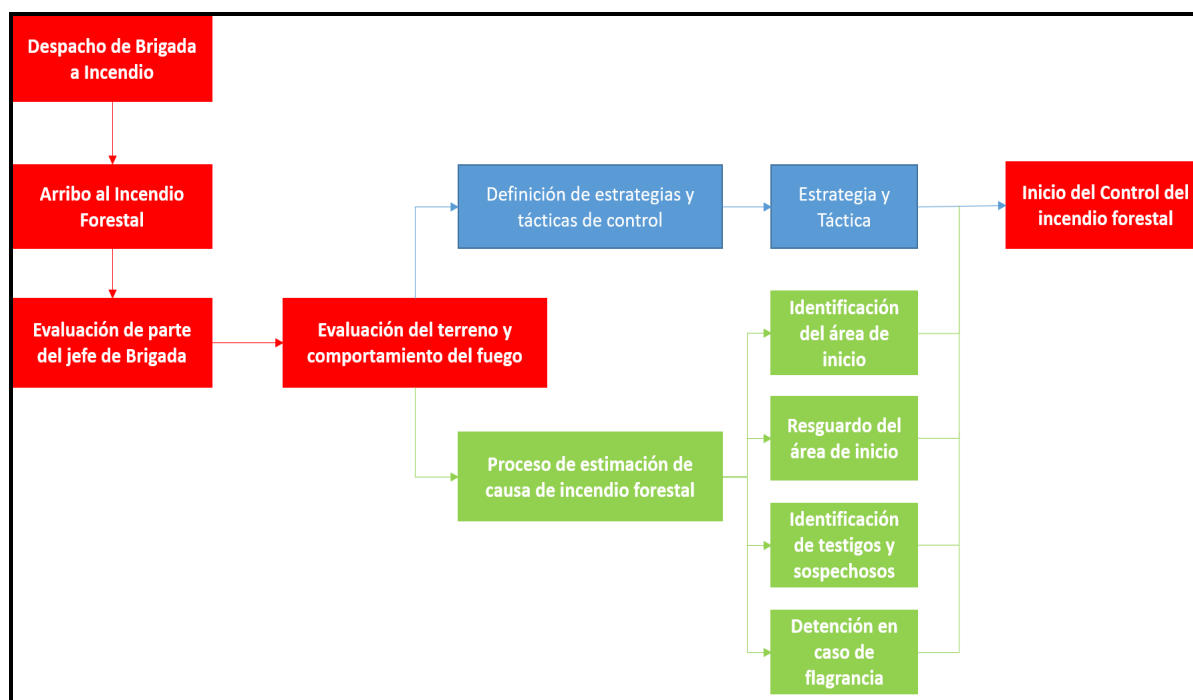 Despacho de Brigada
a Incendio
Arribo al Incendio
Forestal
Evaluación de parte
del jefe de Brigada
Evaluación del terreno y
comportamiento del fuego
Definición de estrategias y
tácticas de control
Estrategia y
Táctica
Inicio del Control del
incendio forestal
Proceso de estimación de
causa de incendio forestal
Identificación
del área de
inicio
Resguardo del
área de inicio
Identificación
de testigos y
sospechosos
Detención en
caso de
flagrancia